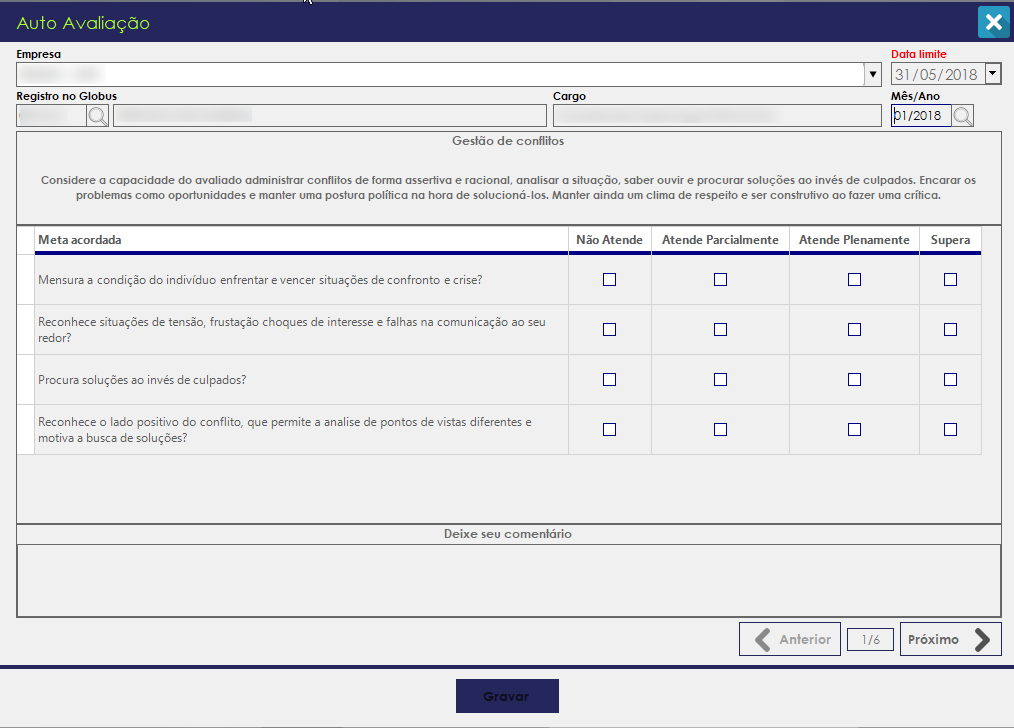 Auto Avaliação
Empresa
Data limite
31/05/2018
Registro no Globus
Cargo
Mês/Ano
01/2018
Gestão de conflitos
Considere a capacidade do avaliado administrar conflitos de forma assertiva e racional, analisar a situação, saber ouvir e procurar soluções ao invés de culpados. Encarar os
problemas como oportunidades e manter uma postura política na hora de solucioná-los. Manter ainda um clima de respeito e ser construtivo ao fazer uma crítica.
Meta acordada Não Atende Atende Parcialmente Atende Plenamente Supera
Mensura a condição do indivíduo enfrentar e vencer situações de confronto e crise?
Reconhece situações de tensão, frustação choques de interesse e falhas na comunicação ao seu
redor?
Procura soluções ao invés de culpados?
Reconhece o lado positivo do conflito, que permite a analise de pontos de vistas diferentes e
motiva a busca de soluções?
Deixe seu comentário
Anterior 1/6 Próximo
Gravar